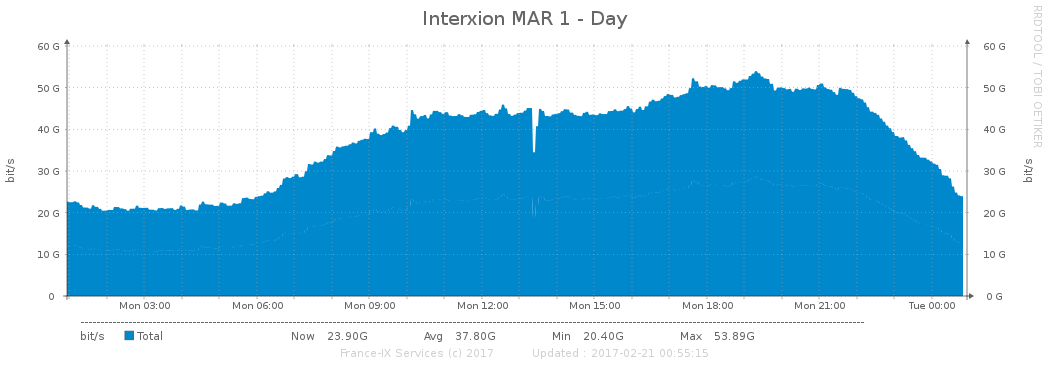 Interxion MAR 1 - Day
RRDTOOL / TOBI OETIKER
60 G 60 G
50 G 50 G
40 G 40 G
30 G 30 G
20 G 20 G
10 G 10 G
0 0 G
bit/s bit/s
Mon 03:00 Mon 06:00 Mon 09:00 Mon 12:00 Mon 15:00 Mon 18:00 Mon 21:00 Tue 00:00
bit/s Total Now 23.90G Avg 37.80G Min 20.40G Max 53.89G
France-IX Services (c) 2017 Updated : 2017-02-21 00:55:15